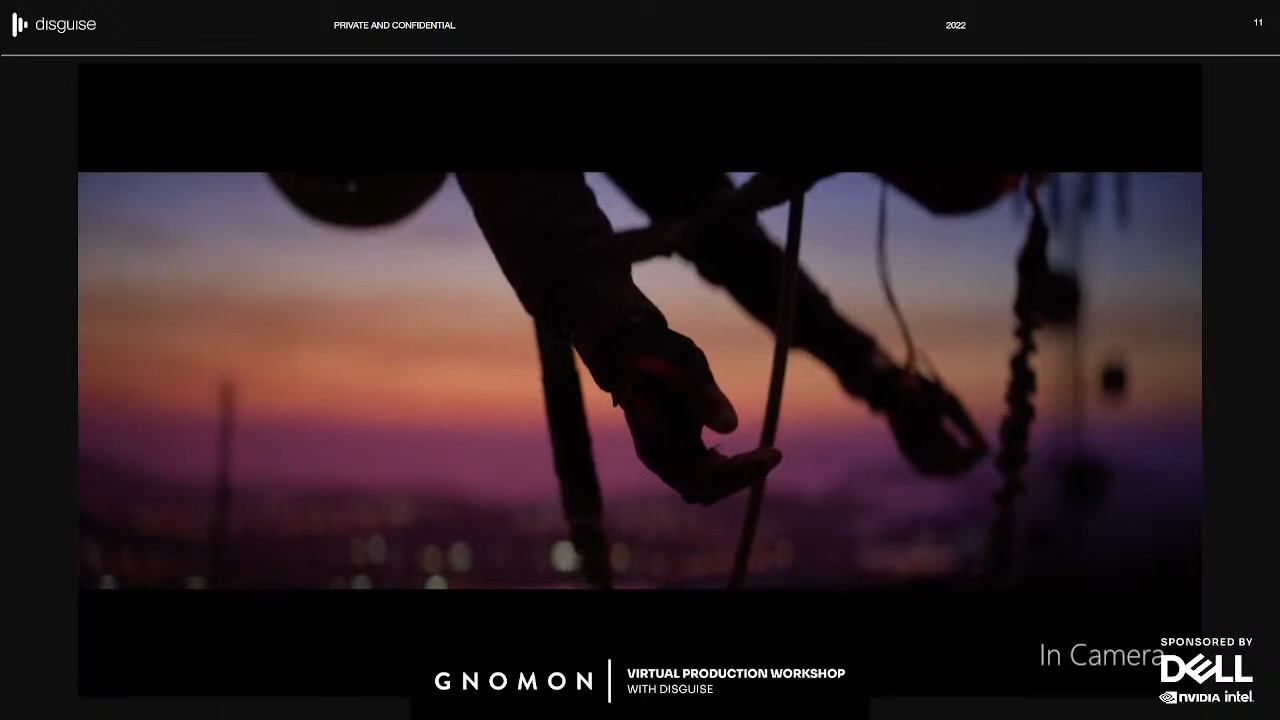 disguise
PRIVATE AND CONFIDENTIAL
2022
11
In Camera
SPONSORED BY
DELL
NVIDIA intel.
GNOMON
VIRTUAL PRODUCTION WORKSHOP
WITH DISGUISE